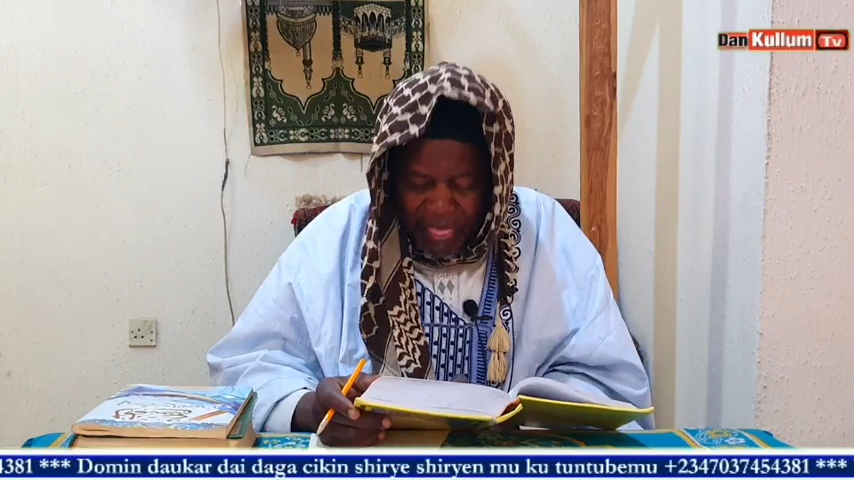 Dan Kullum Tv
4381 *** Domin daukar dai daga cikin shirye shiryen mu ku tuntubemu +2347037454381 ***